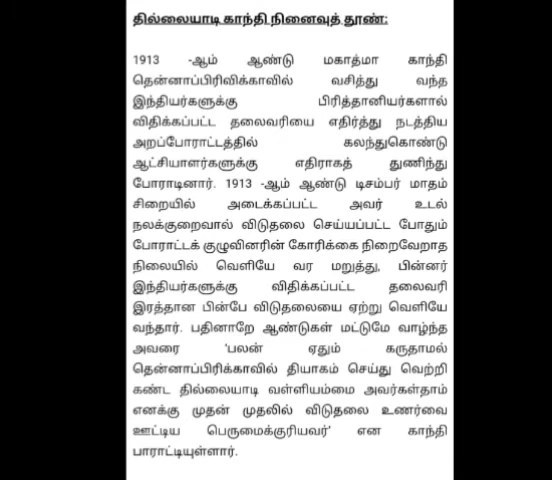 தில்லையாடி காந்தி நினைவுத் தூண்:
1913 -ஆம் ஆண்டு மகாத்மா காந்தி
தென்னாப்பிரிவிக்காவில் வசித்து வந்த
இந்தியர்களுக்கு பிரித்தானியர்களால்
விதிக்கப்பட்ட தலைவரியை எதிர்த்து நடத்திய
அறப்போராட்டத்தில் கலந்துகொண்டு
ஆட்சியாளர்களுக்கு எதிராகத் துணிந்து
போராடினார். 1913 -ஆம் ஆண்டு டிசம்பர் மாதம்
சிறையில் அடைக்கப்பட்ட அவர் உடல்
நலக்குறைவால் விடுதலை செய்யப்பட்ட போதும்
போராட்டக் குழுவினரின் கோரிக்கை நிறைவேறாத
நிலையில் வெளியே வர மறுத்து, பின்னர்
இந்தியர்களுக்கு விதிக்கப்பட்ட தலைவரி
இரத்தான பின்பே விடுதலையை ஏற்று வெளியே
வந்தார். பதினாறே ஆண்டுகள் மட்டுமே வாழ்ந்த
அவரை 'பலன் ஏதும் கருதாமல்
தென்னாப்பிரிக்காவில் தியாகம் செய்து வெற்றி
கண்ட தில்லையாடி வள்ளியம்மை அவர்கள்தாம்
எனக்கு முதன் முதலில் விடுதலை உணர்வை
ஊட்டிய பெருமைக்குரியவர்' என காந்தி
பாராட்டியுள்ளார்.